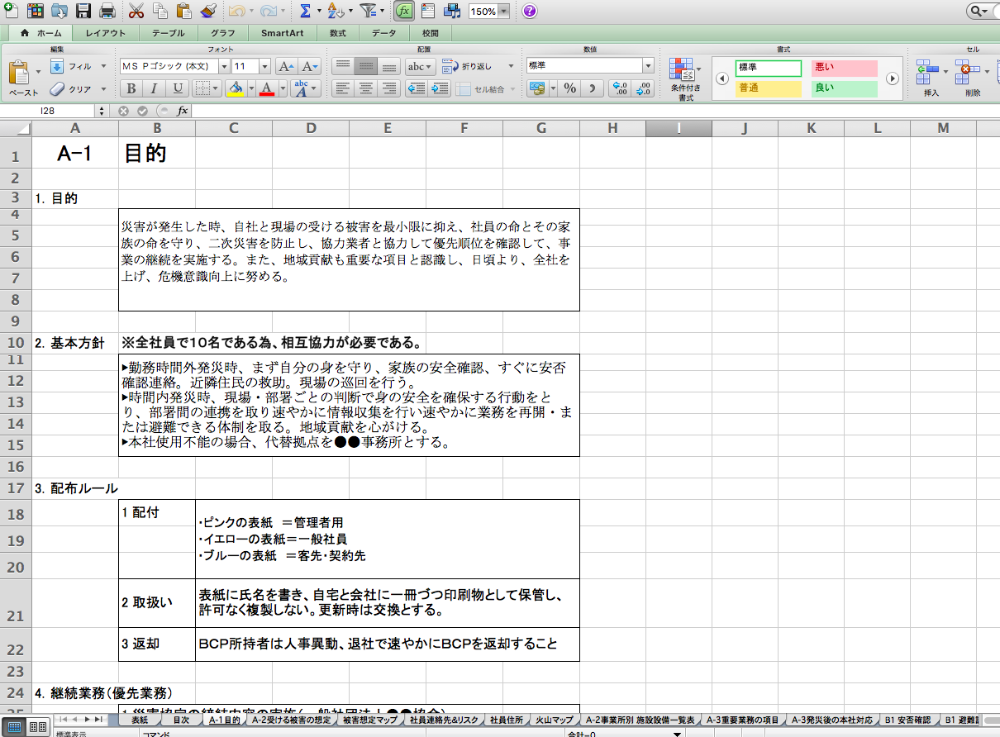 150%
ホーム レイアウト テーブル グラフ SmartArt 数式 データ 校閲
編集 フォント 配置 数値 書式 セル
ペースト フィル クリア
MS Pゴシック (本文) 11
B I U
abc 折り返し
セル結合
標準
%
条件付き
書式
標準 悪い
普通 良い
挿入 削除
I28 fx
A B C D E F G H I J K L M
1 A-1 目的
2
3 1. 目的
4
5
6
7
8
災害が発生した時、自社と現場の受ける被害を最小限に抑え、社員の命とその家
族の命を守り、二次災害を防止し、協力業者と協力して優先順位を確認して、事
業の継続を実施する。また、地域貢献も重要な項目と認識し、日頃より、全社を
上げ、危機意識向上に努める。
9
10 2. 基本方針 ※全社員で10名である為、相互協力が必要である。
11
12
13
14
15
▶勤務時間外発災時、まず自分の身を守り、家族の安全確認、すぐに安否
確認連絡。近隣住民の救助。現場の巡回を行う。
▶時間内発災時、現場・部署ごとの判断で身の安全を確保する行動をと
り、部署間の連携を取り速やかに情報収集を行い速やかに業務を再開・ま
たは避難できる体制を取る。地域貢献を心がける。
▶本社使用不能の場合、代替拠点を●●事務所とする。
16
17 3. 配布ルール
18 1 配付
19
20
・ピンクの表紙 ＝管理者用
・イエローの表紙＝一般社員
・ブルーの表紙 ＝客先・契約先
21 2 取扱い
表紙に氏名を書き、自宅と会社に一冊づつ印刷物として保管し、
許可なく複製しない。更新時は交換とする。
22 3 返却 BCP所持者は人事異動、退社で速やかにBCPを返却すること
23
24 4. 継続業務（優先業務）
25 1 災害協定の締結内容の実施（一般社団法人●●協会）
表紙 目次 A-1目的 A-2受ける被害の想定 被害想定マップ 社員連絡先&リスク 社員住所 火山マップ A-2事業所別 施設設備一覧表 A-3重要業務の項目 A-3発災後の本社対応 B1 安否確認 B1 避難
標準表示 コマンド 合計=0